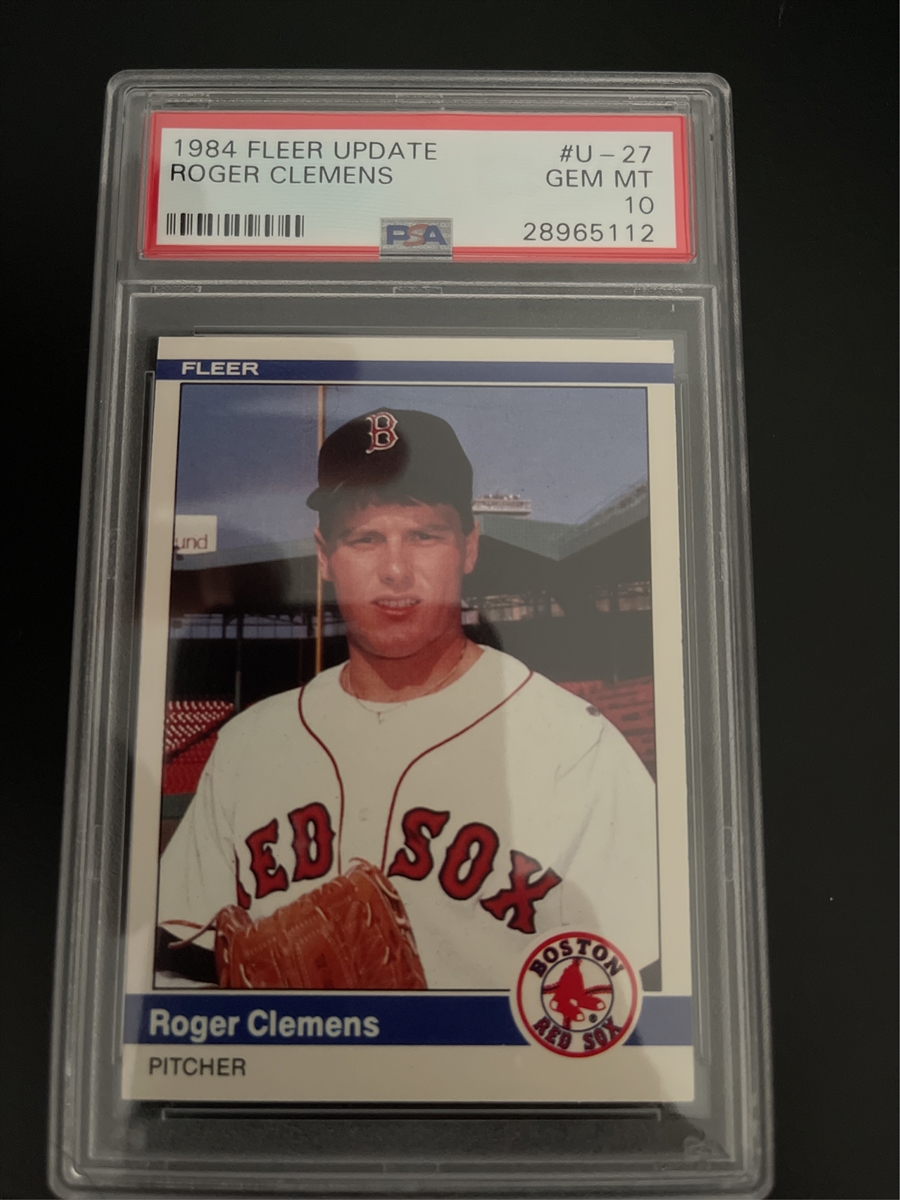 1984 FLEER UPDATE #U-27
ROGER CLEMENS GEM MT
10
PSA 28965112
FLEER
B
und
RED SOX
BOSTON
RED SOX
®
Roger Clemens
PITCHER